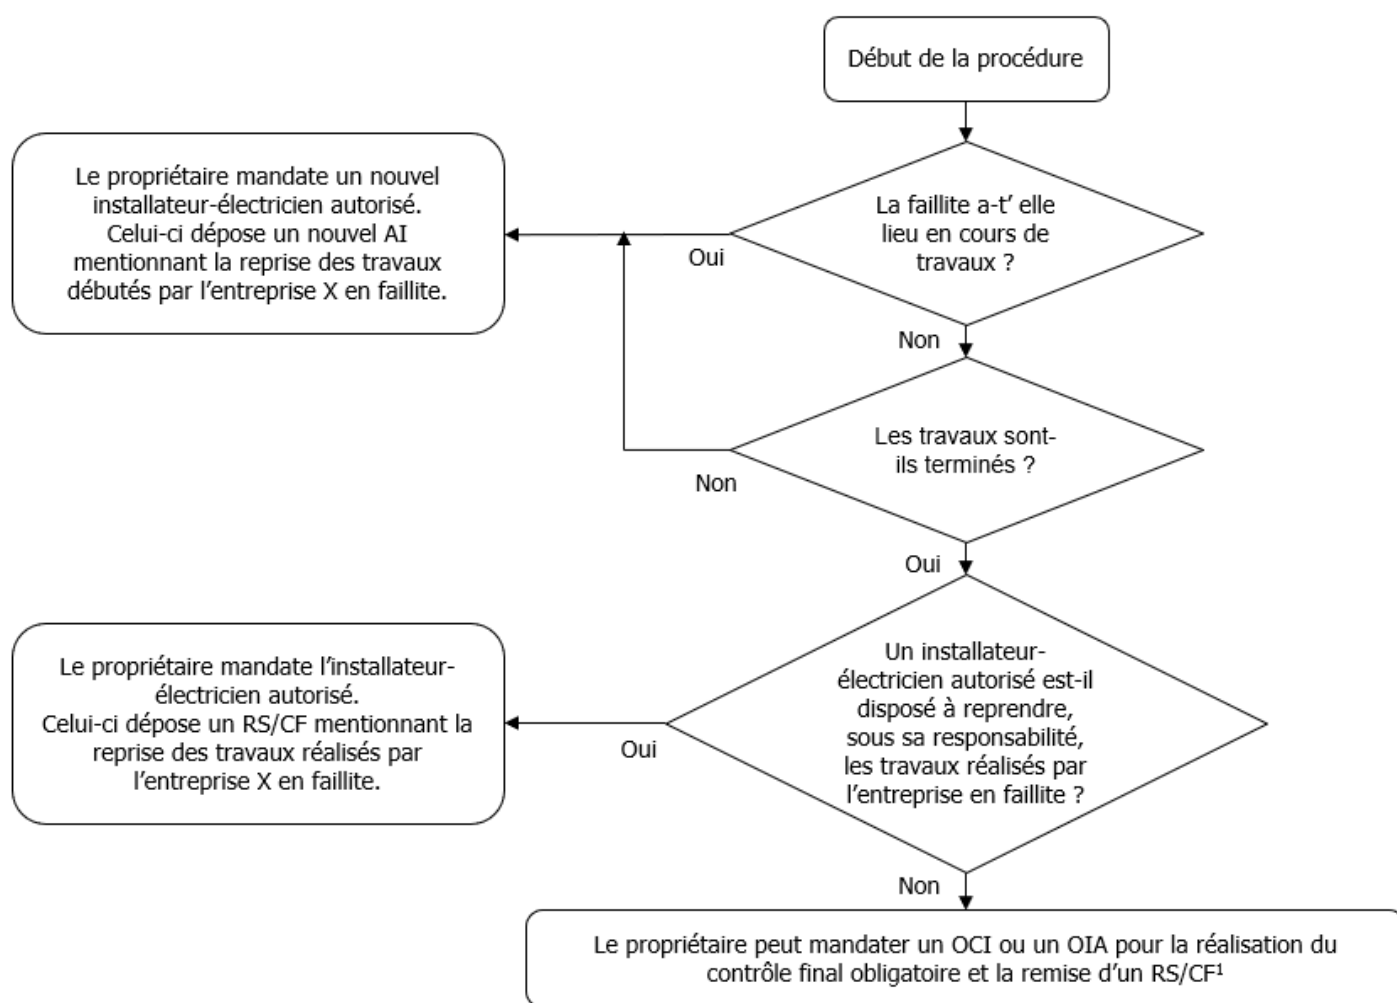 Début de la procédure
Le propriétaire mandate un nouvel
installateur-électricien autorisé.
Celui-ci dépose un nouvel AI
mentionnant la reprise des travaux
débutés par l'entreprise X en faillite.
La faillite a-t' elle
lieu en cours de
travaux ?
Oui
Non
Les travaux sont-
ils terminés ?
Non
Oui
Le propriétaire mandate l'installateur-
électricien autorisé.
Celui-ci dépose un RS/CF mentionnant la
reprise des travaux réalisés par
l'entreprise X en faillite.
Un installateur-
électricien autorisé est-il
disposé à reprendre,
sous sa responsabilité,
les travaux réalisés par
l'entreprise en faillite ?
Oui
Non
Le propriétaire peut mandater un OCI ou un OIA pour la réalisation du
contrôle final obligatoire et la remise d'un RS/CF¹